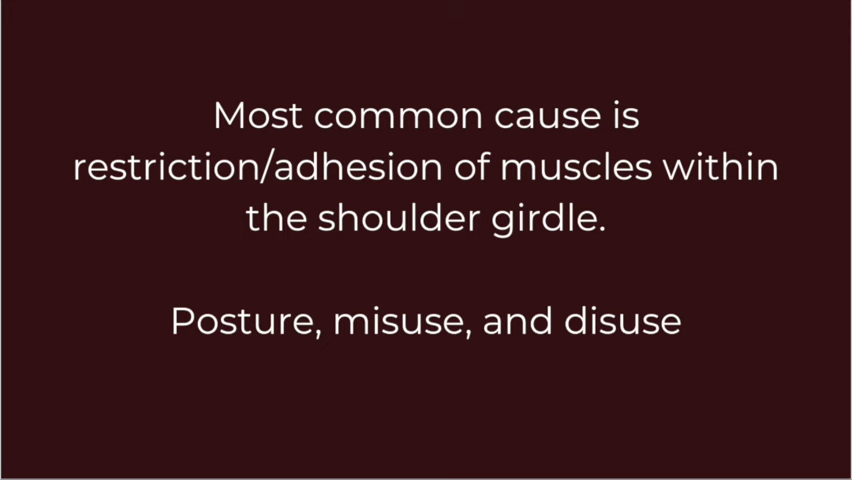 Most common cause is
restriction/adhesion of muscles within
the shoulder girdle.
Posture, misuse, and disuse